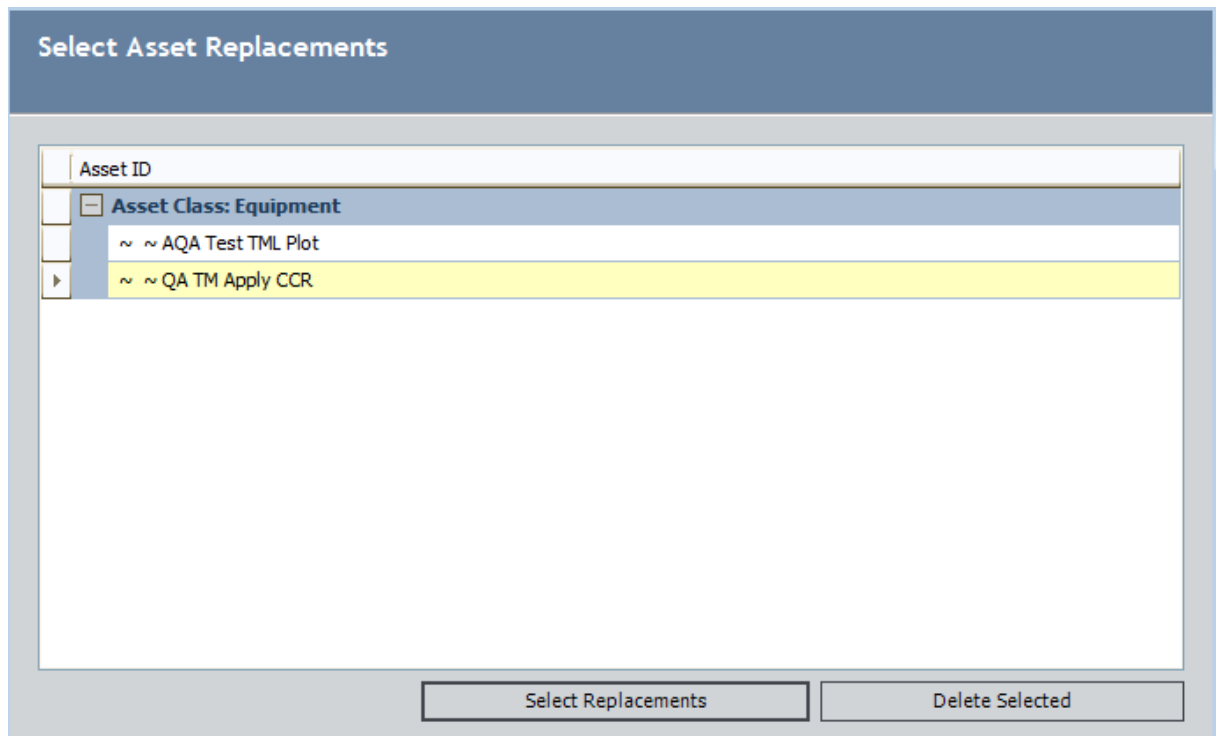 Select Asset Replacements
Asset ID
Asset Class: Equipment
~ ~ AQA Test TML Plot
~ ~ QA TM Apply CCR
Select Replacements
Delete Selected